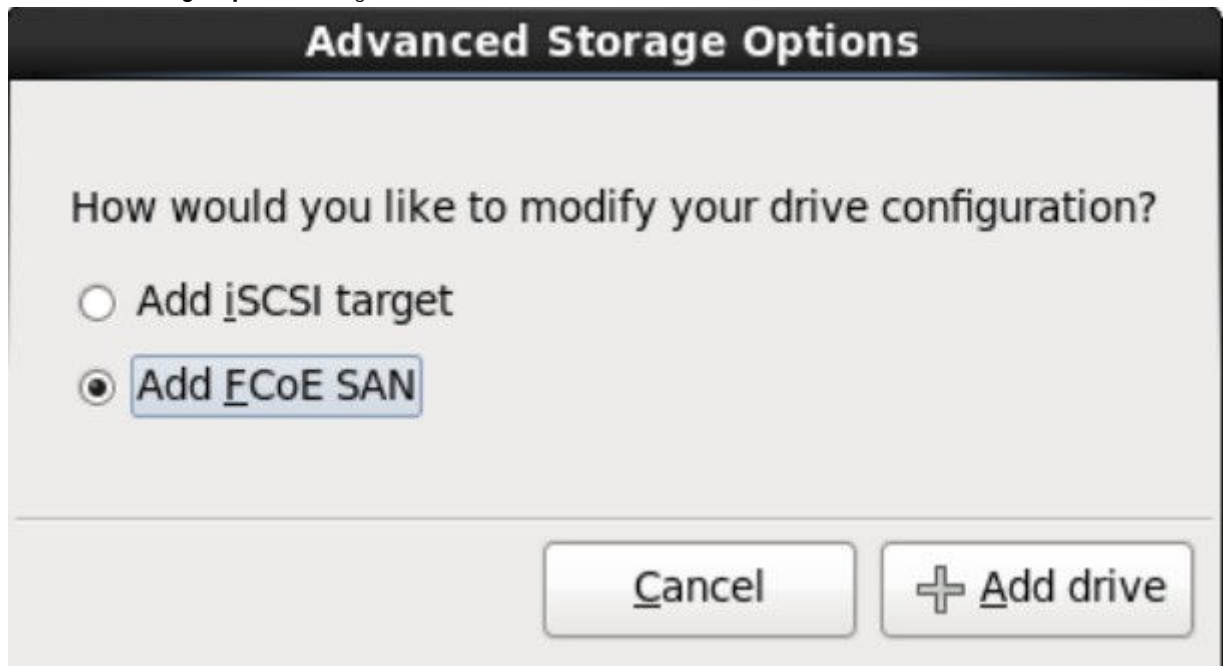 Advanced Storage Options
How would you like to modify your drive configuration?
Add iSCSI target
Add FCoE SAN
Cancel
Add drive